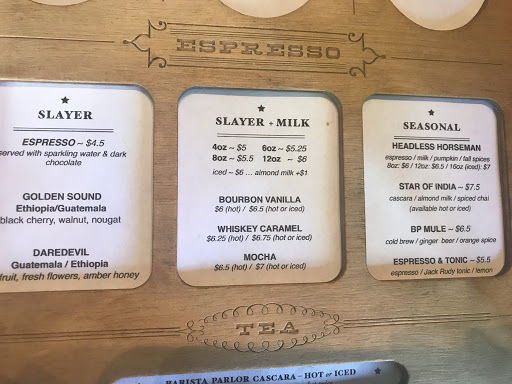 ESPRESSO
SLAYER
ESPRESSO ~ $4.5
served with sparkling water & dark
chocolate
GOLDEN SOUND
Ethiopia/Guatemala
black cherry, walnut, nougat
DAREDEVIL
Guatemala / Ethiopia
fruit, fresh flowers, amber honey
SLAYER + MILK
4oz ~ $5 6oz ~ $5.25
8oz ~ $5.5 12oz ~ $6
iced ~ $6 ... almond milk +$1
BOURBON VANILLA
$6 (hot) / $6.5 (hot or iced)
WHISKEY CARAMEL
$6.25 (hot) / $6.75 (hot or iced)
MOCHA
$6.5 (hot) / $7 (hot or iced)
SEASONAL
HEADLESS HORSEMAN
espresso / milk / pumpkin / fall spices
8oz: $6 / 12oz: $6.5 / 16oz (iced): $7
STAR OF INDIA ~ $7.5
cascara / almond milk / spiced chai
(available hot or iced)
BP MULE ~ $6.5
cold brew / ginger beer / orange spice
ESPRESSO & TONIC ~ $5.5
espresso / Jack Rudy tonic / lemon
TEA
BARISTA PARLOR CASCARA ~ HOT or ICED